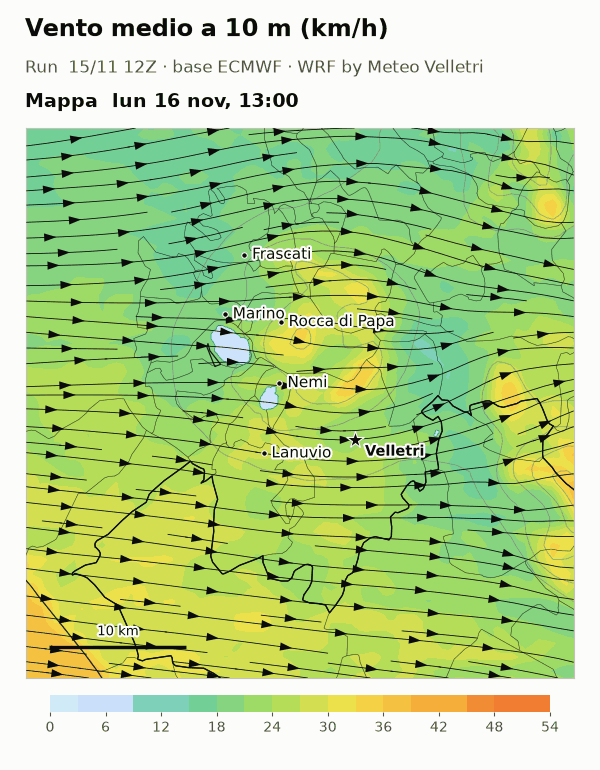 Vento medio a 10 m (km/h)
Run 15/11 12Z · base ECMWF · WRF by Meteo Velletri
Mappa lun 16 nov, 13:00
Frascati
Marino
Rocca di Papa
Nemi
Velletri
Lanuvio
10 km
0 6 12 18 24 30 36 42 48 54